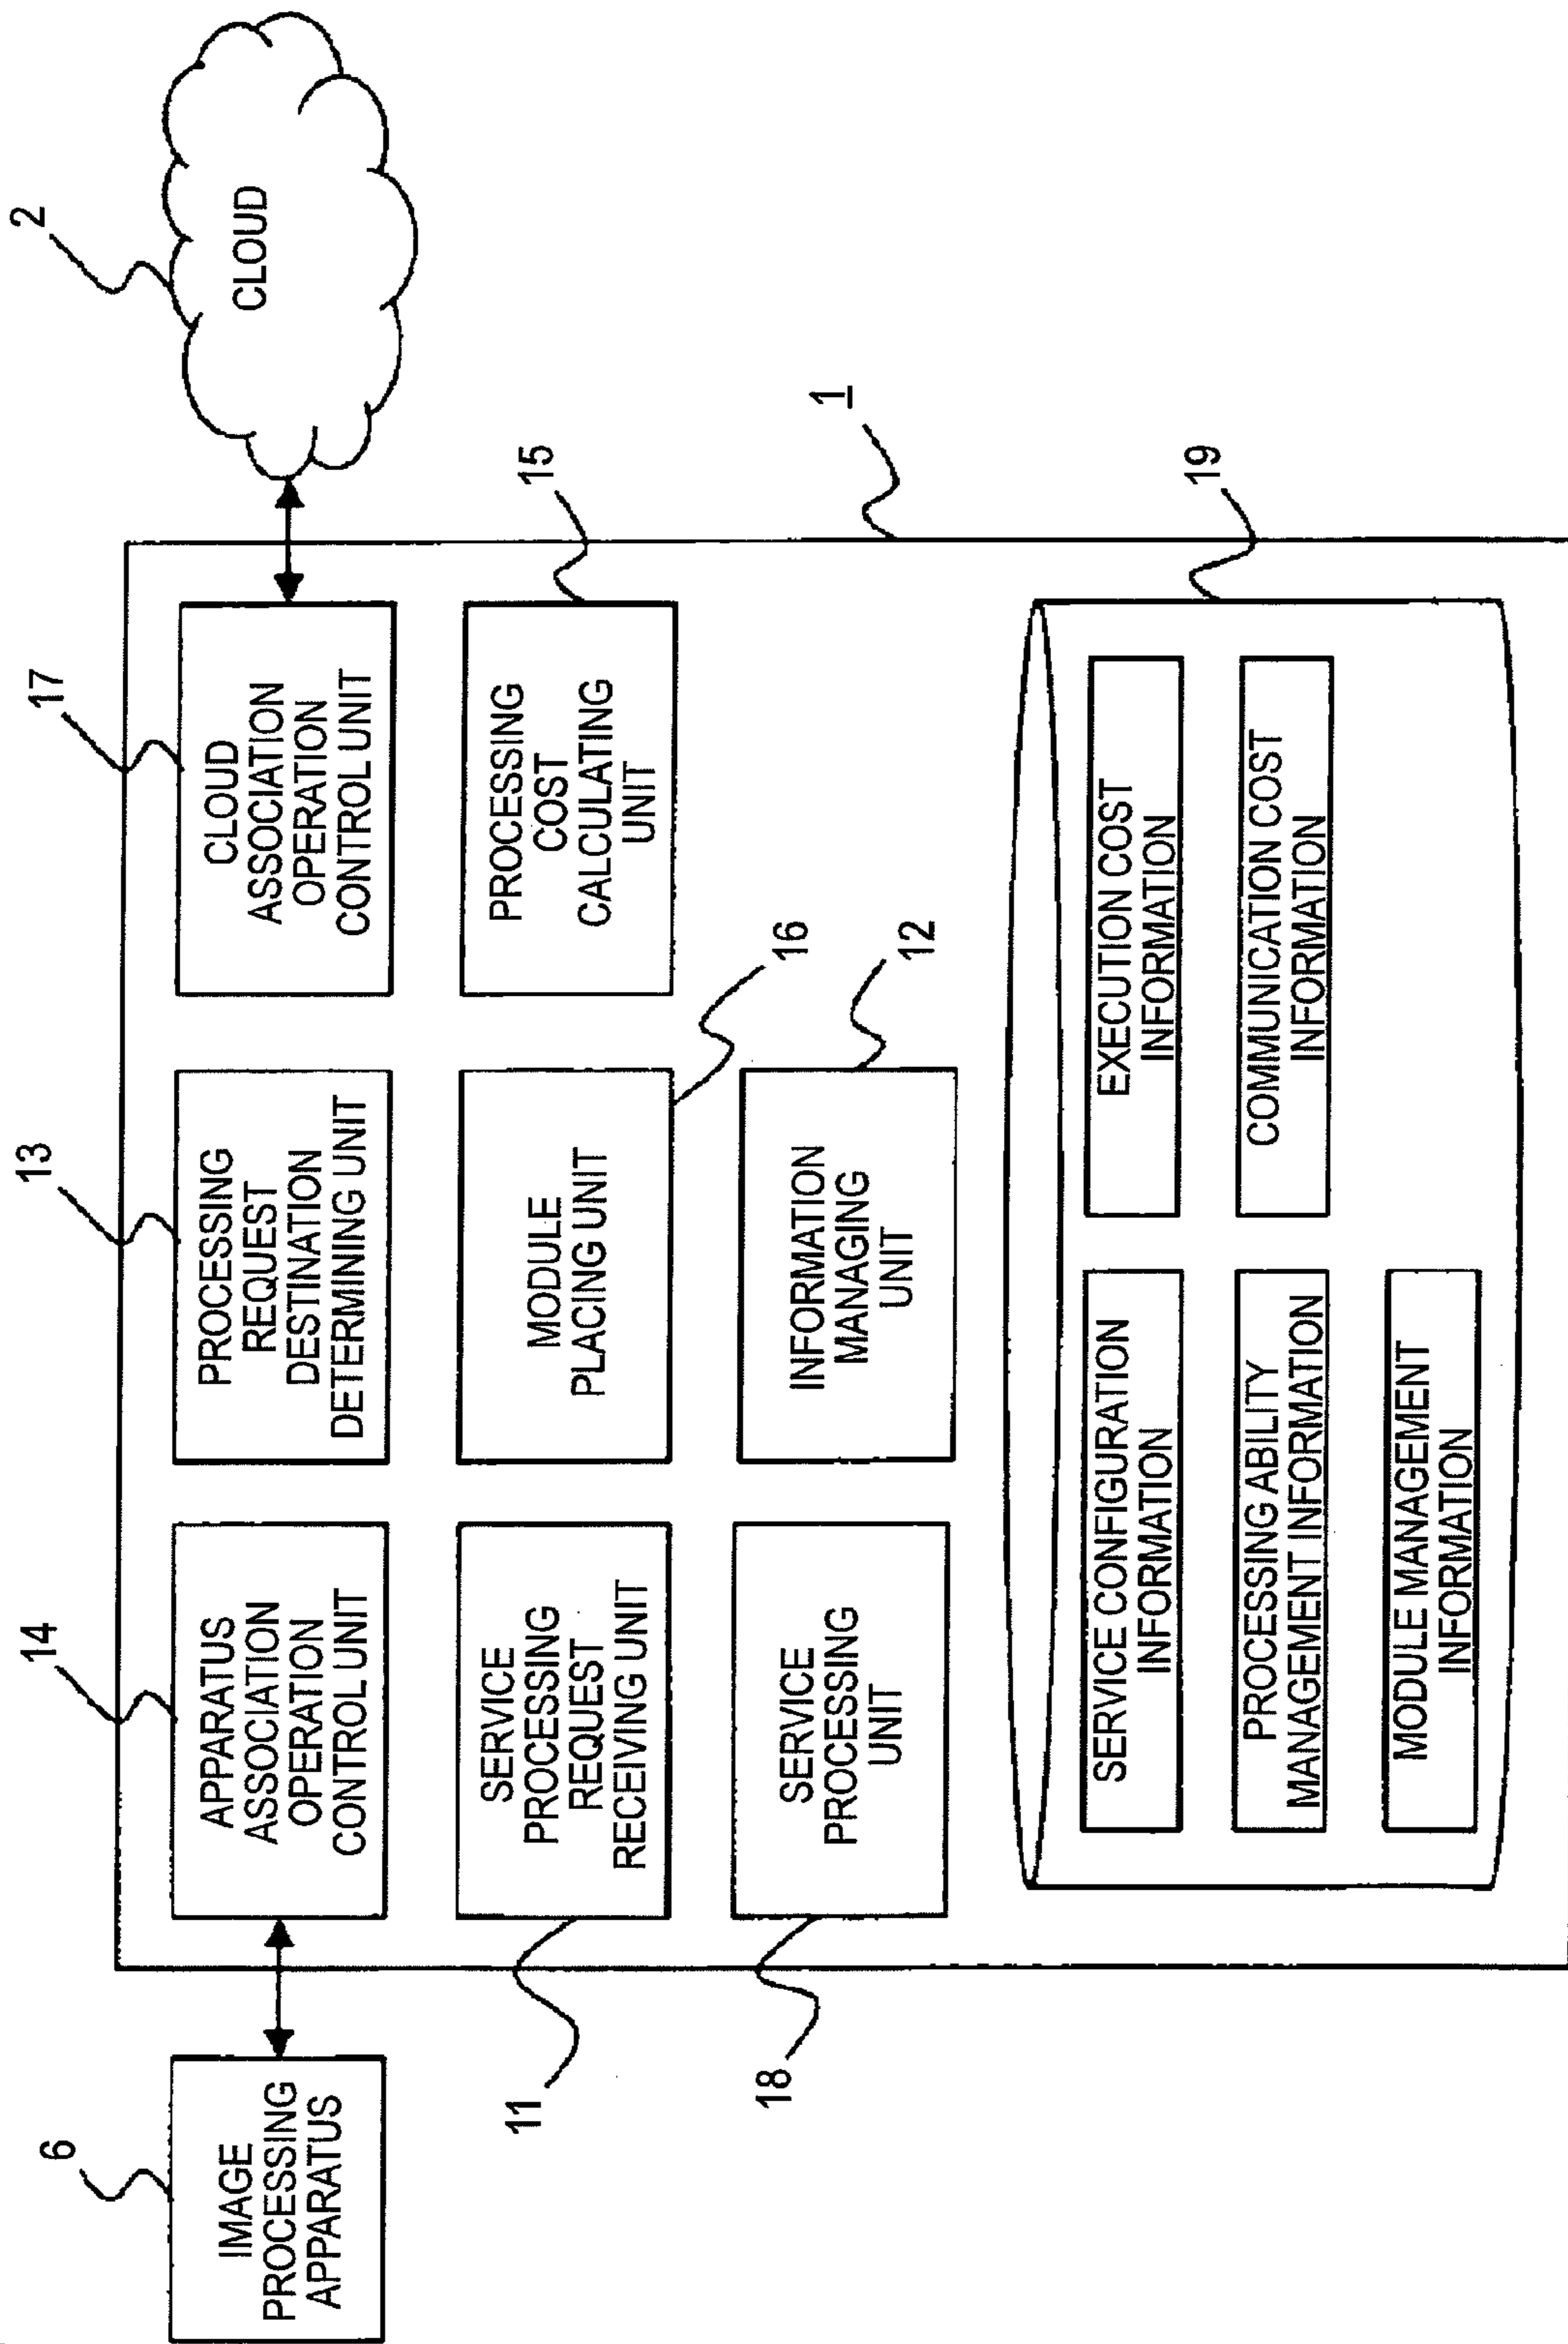 6
IMAGE
PROCESSING
APPARATUS
14
APPARATUS
ASSOCIATION
OPERATION
CONTROL UNIT
13
PROCESSING
REQUEST
DESTINATION
DETERMINING UNIT
17
CLOUD
ASSOCIATION
OPERATION
CONTROL UNIT
2
CLOUD
11
SERVICE
PROCESSING
REQUEST
RECEIVING UNIT
MODULE
PLACING UNIT
16
PROCESSING
COST
CALCULATING
UNIT
15
18
SERVICE
PROCESSING
UNIT
INFORMATION
MANAGING
UNIT
12
1
SERVICE CONFIGURATION
INFORMATION
EXECUTION COST
INFORMATION
19
PROCESSING ABILITY
MANAGEMENT INFORMATION
COMMUNICATION COST
INFORMATION
MODULE MANAGEMENT
INFORMATION